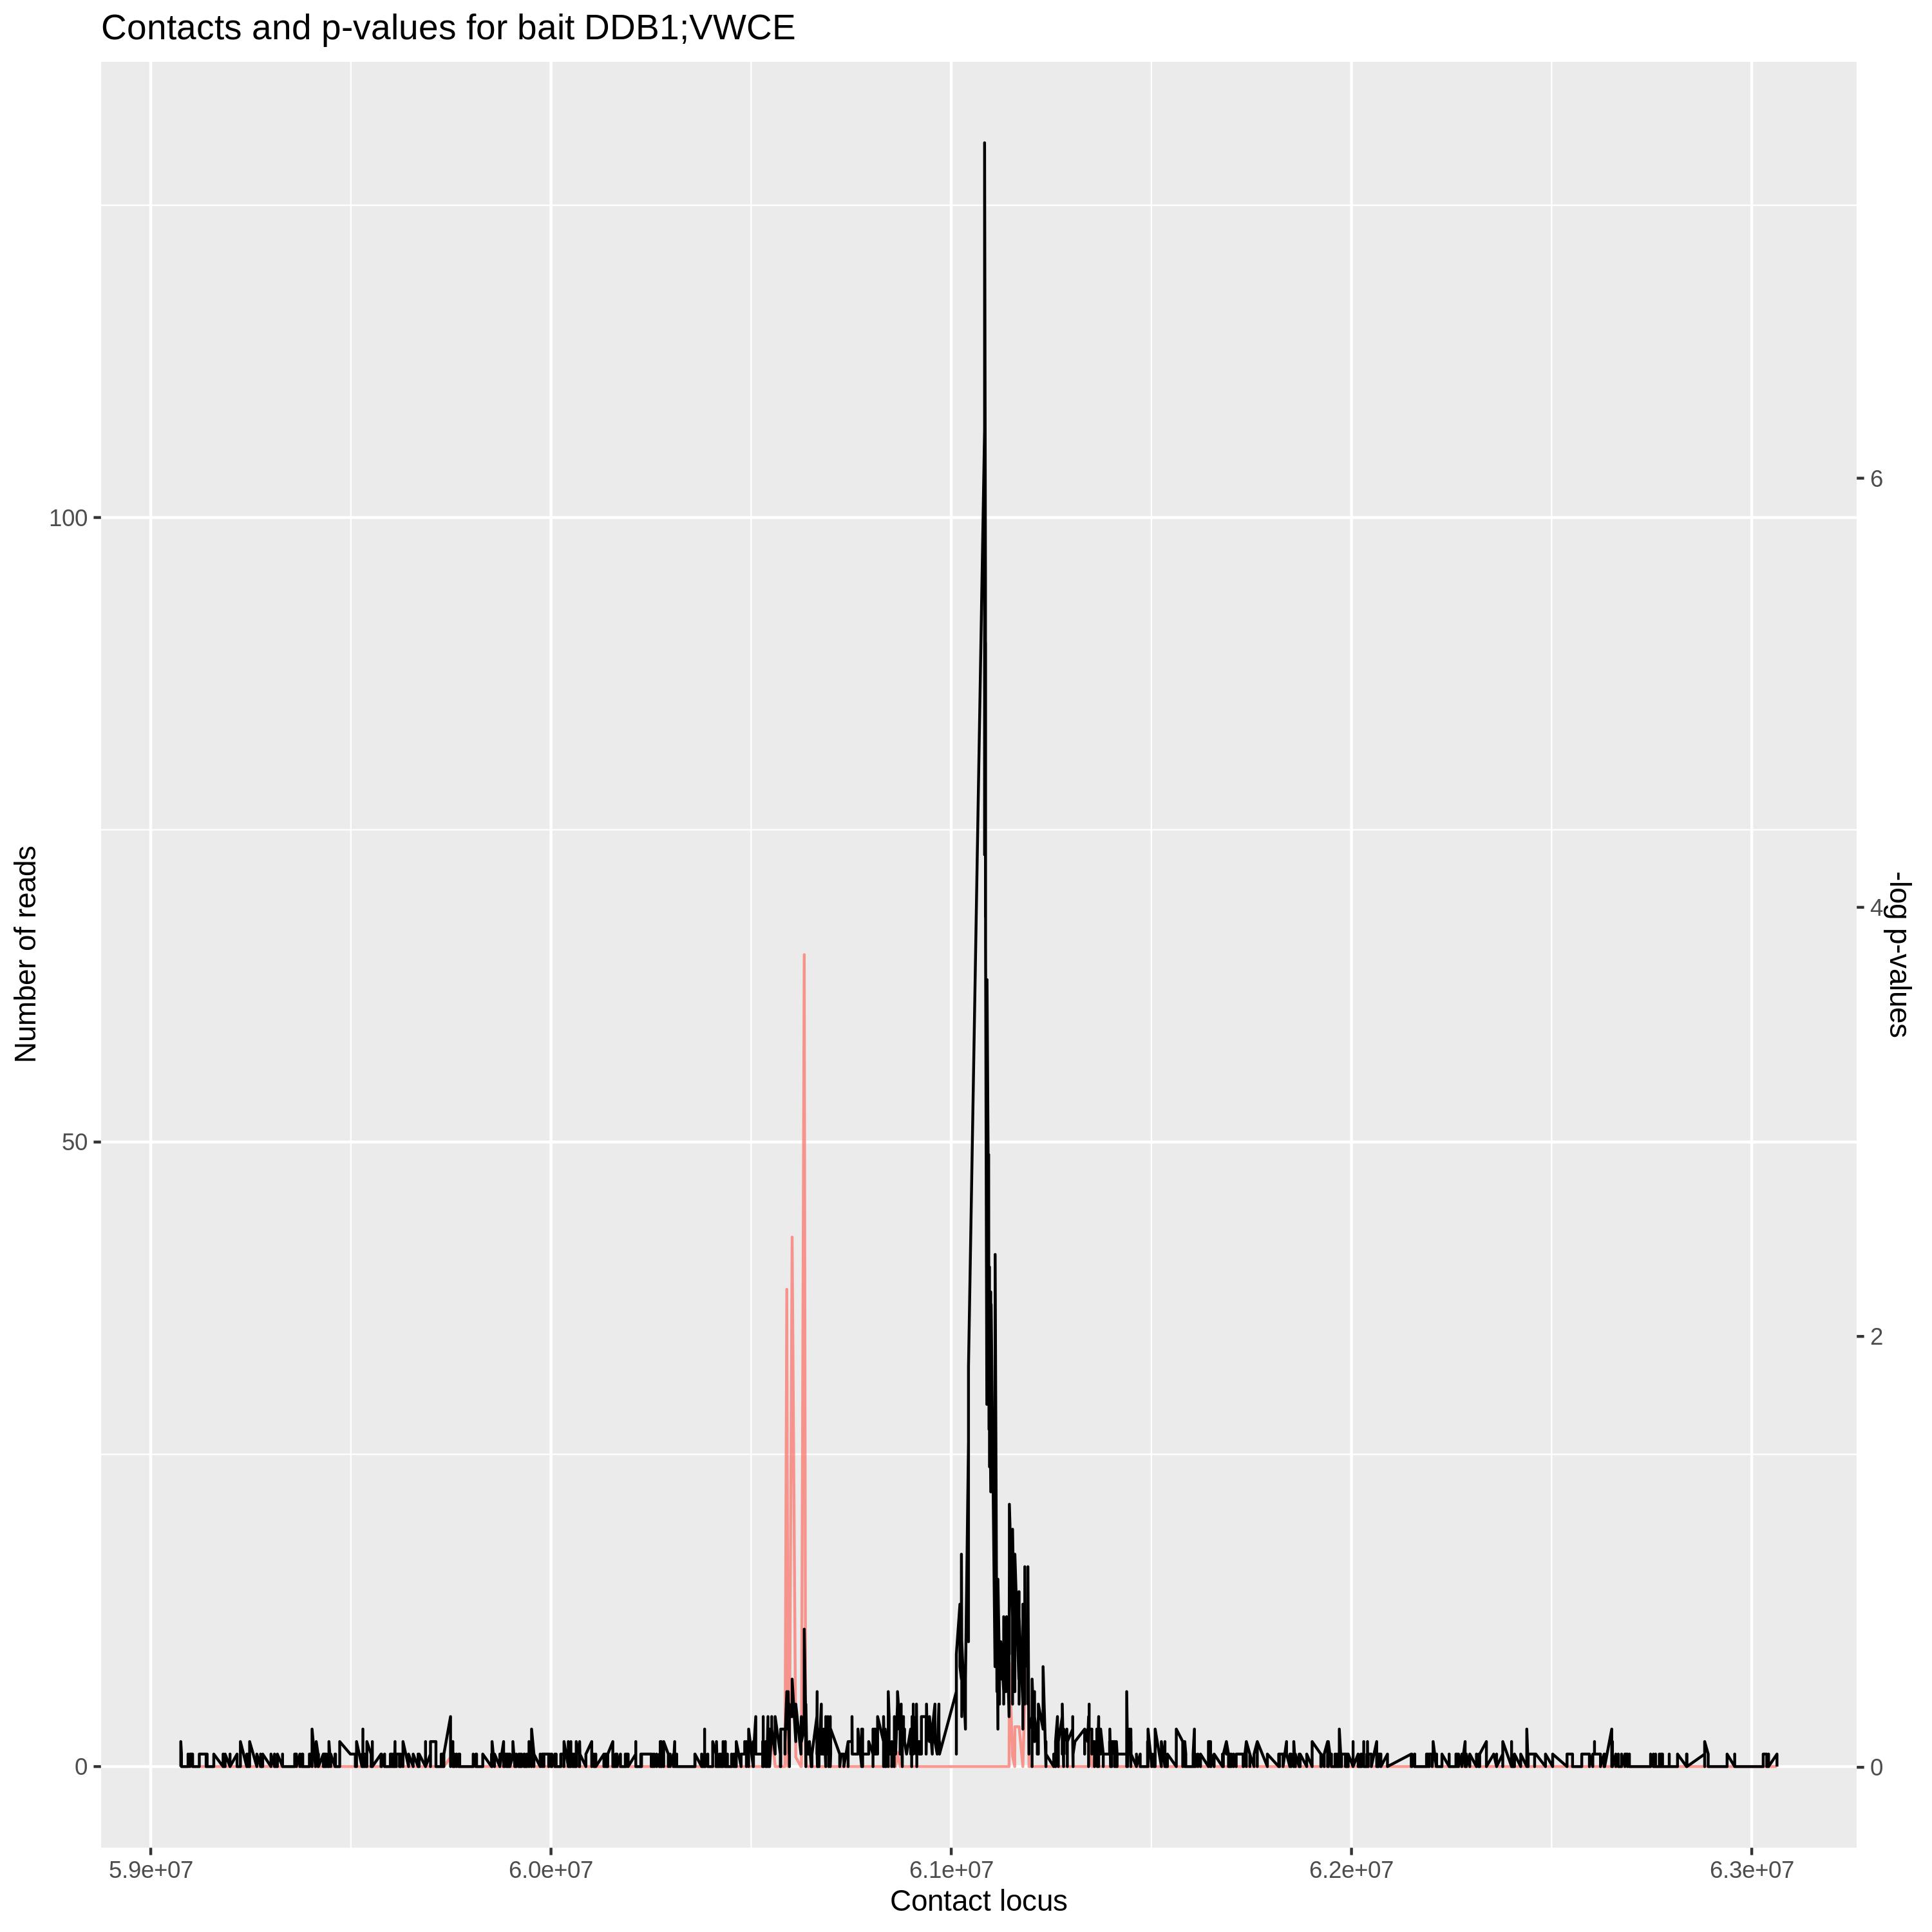 Contacts and p-values for bait DDB1;VWCE
Number of reads
100
50
0
6
4
2
0
-log p-values
5.9e+07
6.0e+07
6.1e+07
6.2e+07
6.3e+07
Contact locus